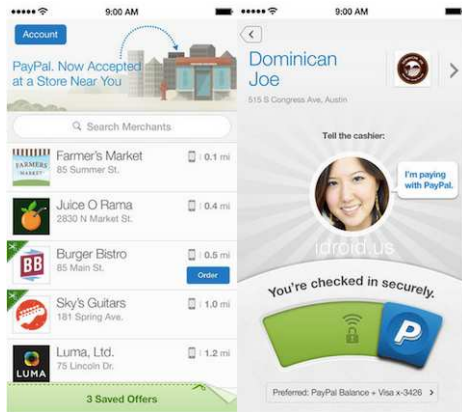 9:00 AM
Account
PayPal. Now Accepted
at a Store Near You
Search Merchants
FARMERS
MARKET
Farmer's Market
85 Summer St.
0.1 mi
Juice O Rama
2830 N Market St.
0.4 mi
BB
Burger Bistro
85 Main St.
0.5 mi
Order
Sky's Guitars
181 Spring Ave.
1.0 mi
LUMA
Luma, Ltd.
75 Lincoln Dr.
1.2 mi
3 Saved Offers
9:00 AM
Dominican
Joe
515 S Congress Ave, Austin
Tell the cashier:
I'm paying
with PayPal.
idroid.us
You're checked in securely.
P
Preferred: PayPal Balance + Visa x-3426 >